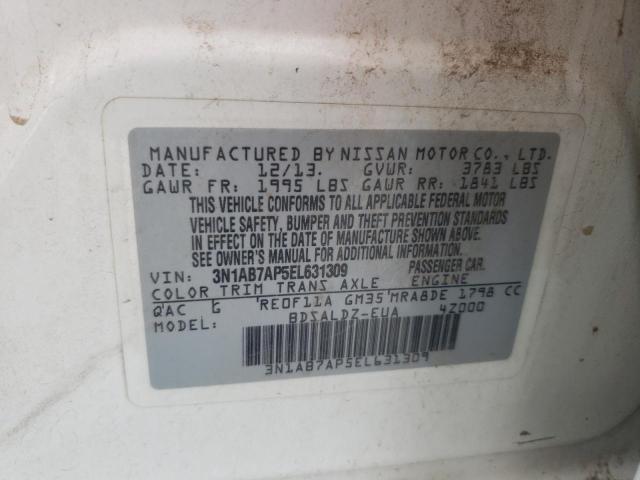 MANUFACTURED BY NISSAN MOTOR CO., LTD.
DATE: 12/13. GVWR: 3783 LBS
GAWR FR: 1995 LBS GAWR RR: 1841 LBS
THIS VEHICLE CONFORMS TO ALL APPLICABLE FEDERAL MOTOR
VEHICLE SAFETY, BUMPER AND THEFT PREVENTION STANDARDS
IN EFFECT ON THE DATE OF MANUFACTURE SHOWN ABOVE.
SEE OWNER'S MANUAL FOR ADDITIONAL INFORMATION.
VIN: 3N1AB7AP5EL631309 PASSENGER CAR.
COLOR TRIM TRANS AXLE ENGINE
QAC G RE0F11A GM35 MRA8DE 1798 CC
MODEL: BDSALDZ-EUA 4Z000
3N1AB7AP5EL631309